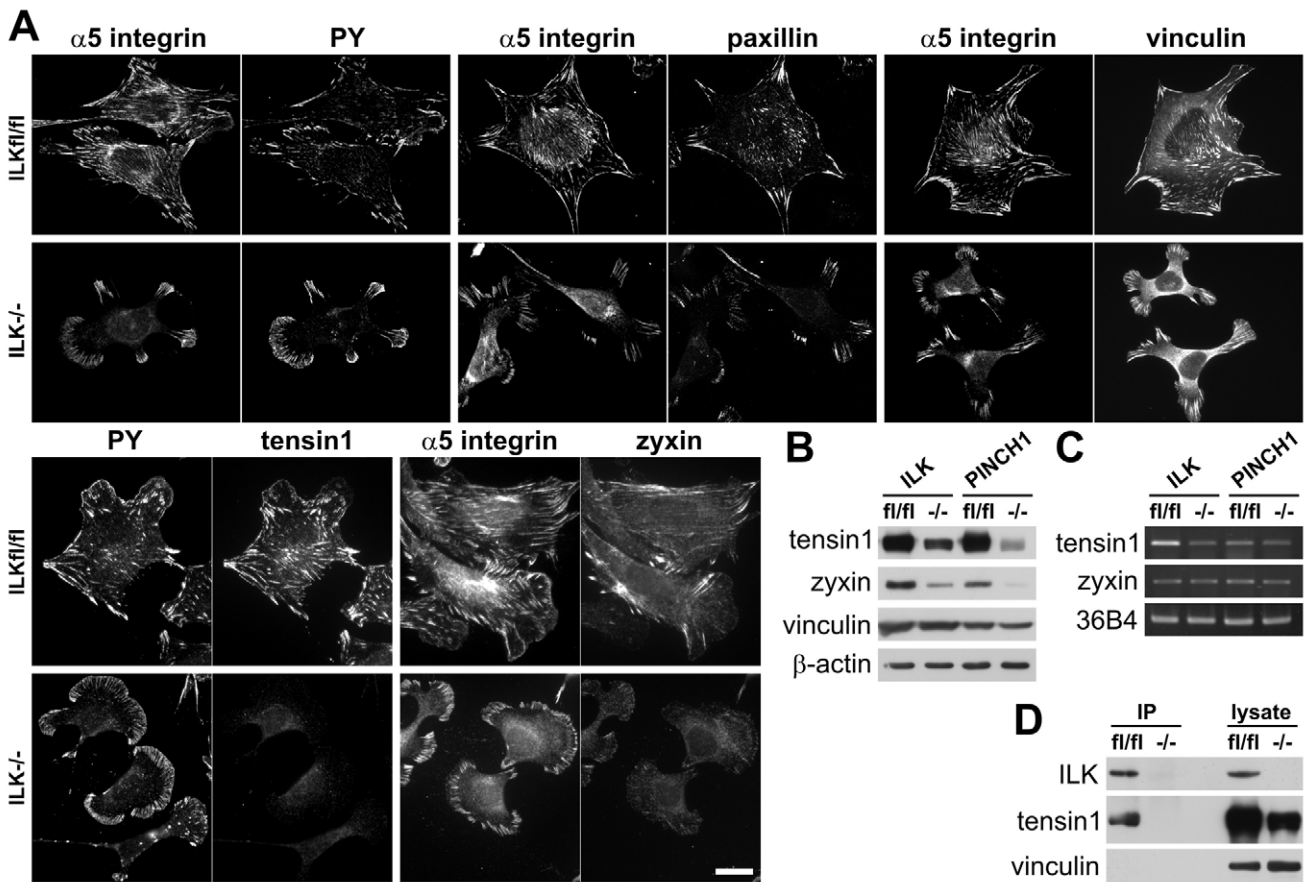 A
α5 integrin PY α5 integrin paxillin α5 integrin vinculin
ILKfl/fl
ILK-/-
PY tensin1 α5 integrin zyxin
ILKfl/fl
ILK-/-
B
ILK PINCH1
fl/fl -/- fl/fl -/-
tensin1
zyxin
vinculin
β-actin
C
ILK PINCH1
fl/fl -/- fl/fl -/-
tensin1
zyxin
36B4
D
IP lysate
fl/fl -/- fl/fl -/-
ILK
tensin1
vinculin